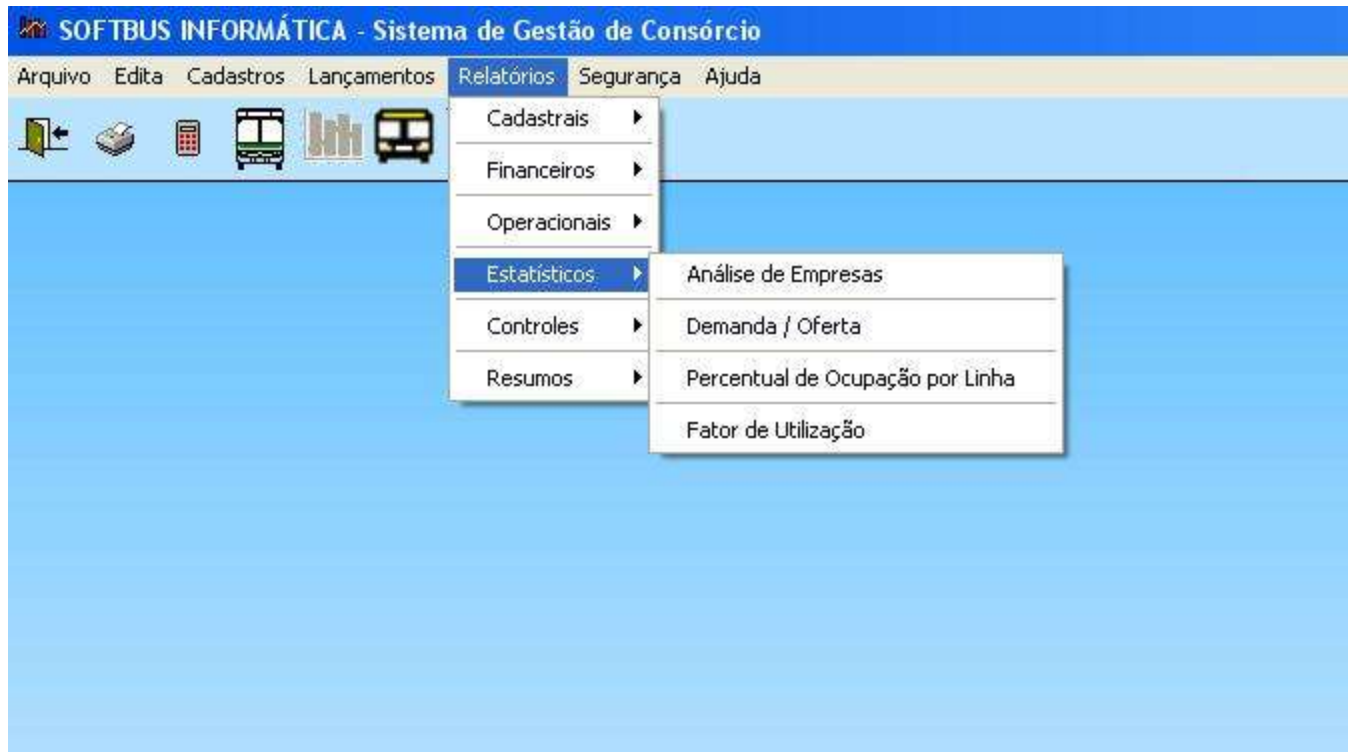 SOFTBUS INFORMÁTICA - Sistema de Gestão de Consórcio
Arquivo Edita Cadastros Lançamentos Relatórios Segurança Ajuda
Cadastrais
Financeiros
Operacionais
Estatísticos
Controles
Resumos
Análise de Empresas
Demanda / Oferta
Percentual de Ocupação por Linha
Fator de Utilização